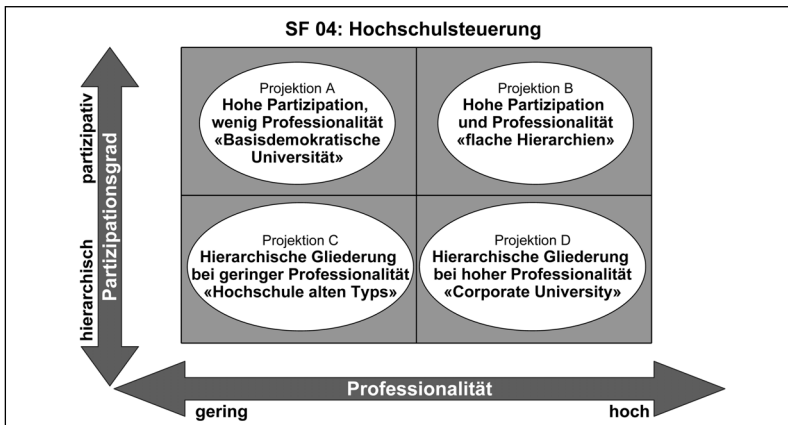 SF 04: Hochschulsteuerung
partizipativ
hierarchisch
Partizipationsgrad
Projektion A
Hohe Partizipation,
wenig Professionalität
«Basisdemokratische
Universität»
Projektion B
Hohe Partizipation
und Professionalität
«flache Hierarchien»
Projektion C
Hierarchische Gliederung
bei geringer Professionalität
«Hochschule alten Typs»
Projektion D
Hierarchische Gliederung
bei hoher Professionalität
«Corporate University»
Professionalität
gering
hoch